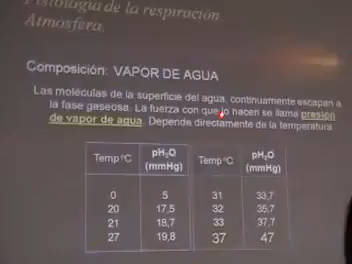 Fisiología de la respiración.
Atmósfera.
Composición: VAPOR DE AGUA
Las moléculas de la superficie del agua, continuamente escapan a
la fase gaseosa. La fuerza con que lo hacen se llama presión
de vapor de agua. Depende directamente de la temperatura
Temp ºC pH₂O (mmHg) Temp ºC pH₂O (mmHg)
0 5 31 33,7
20 17,5 32 35,7
21 18,7 33 37,7
27 19,8 37 47